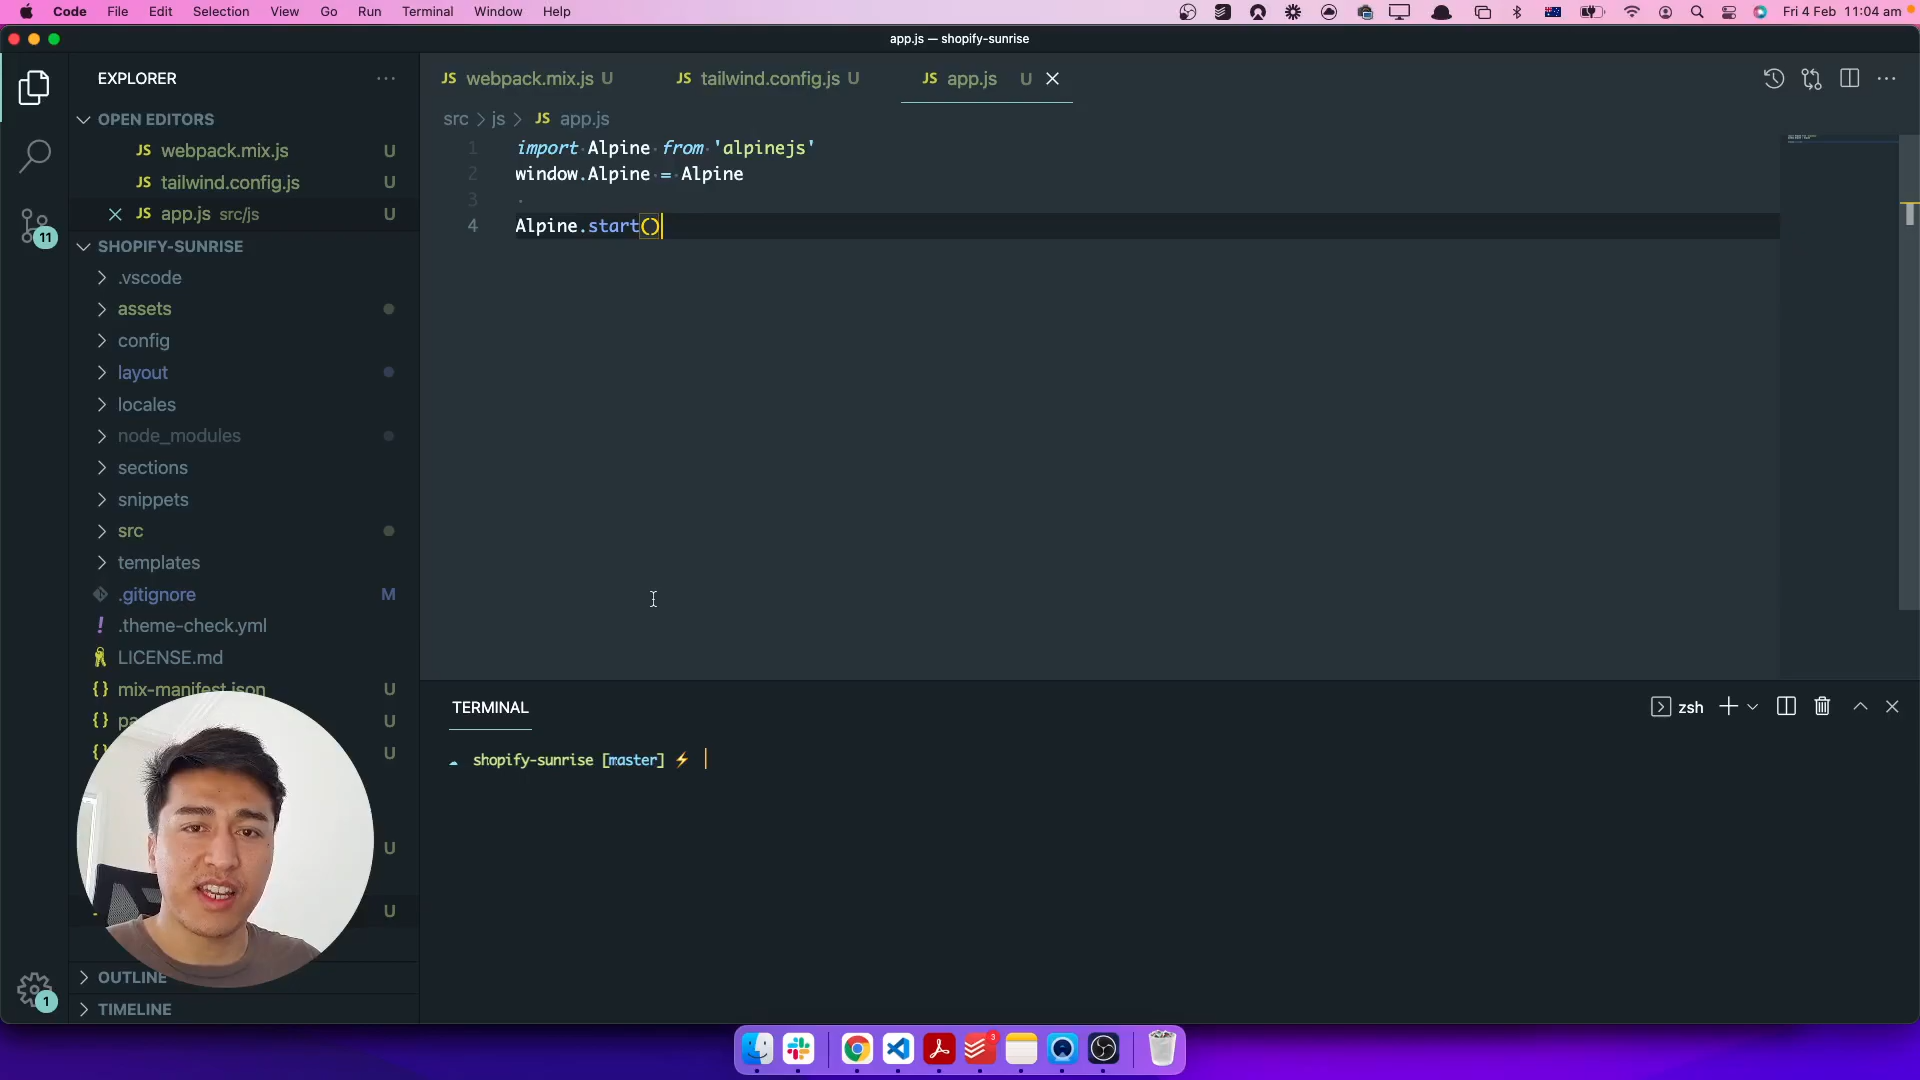 Code File Edit Selection View Go Run Terminal Window Help Fri 4 Feb 11:04 am
app.js — shopify-sunrise
EXPLORER
OPEN EDITORS
JS webpack.mix.js U
JS tailwind.config.js U
JS app.js src/js U
SHOPIFY-SUNRISE
.vscode
assets
config
layout
locales
node_modules
sections
snippets
src
templates
.gitignore M
! .theme-check.yml
LICENSE.md
{} mix-manifest.json U
{} pa U
{} U
U
U
OUTLINE
TIMELINE
11
1
JS webpack.mix.js U JS tailwind.config.js U JS app.js U
src > js > JS app.js
1 import Alpine from 'alpinejs'
2 window.Alpine = Alpine
3
4 Alpine.start()
TERMINAL
zsh
shopify-sunrise [master] ⚡
3